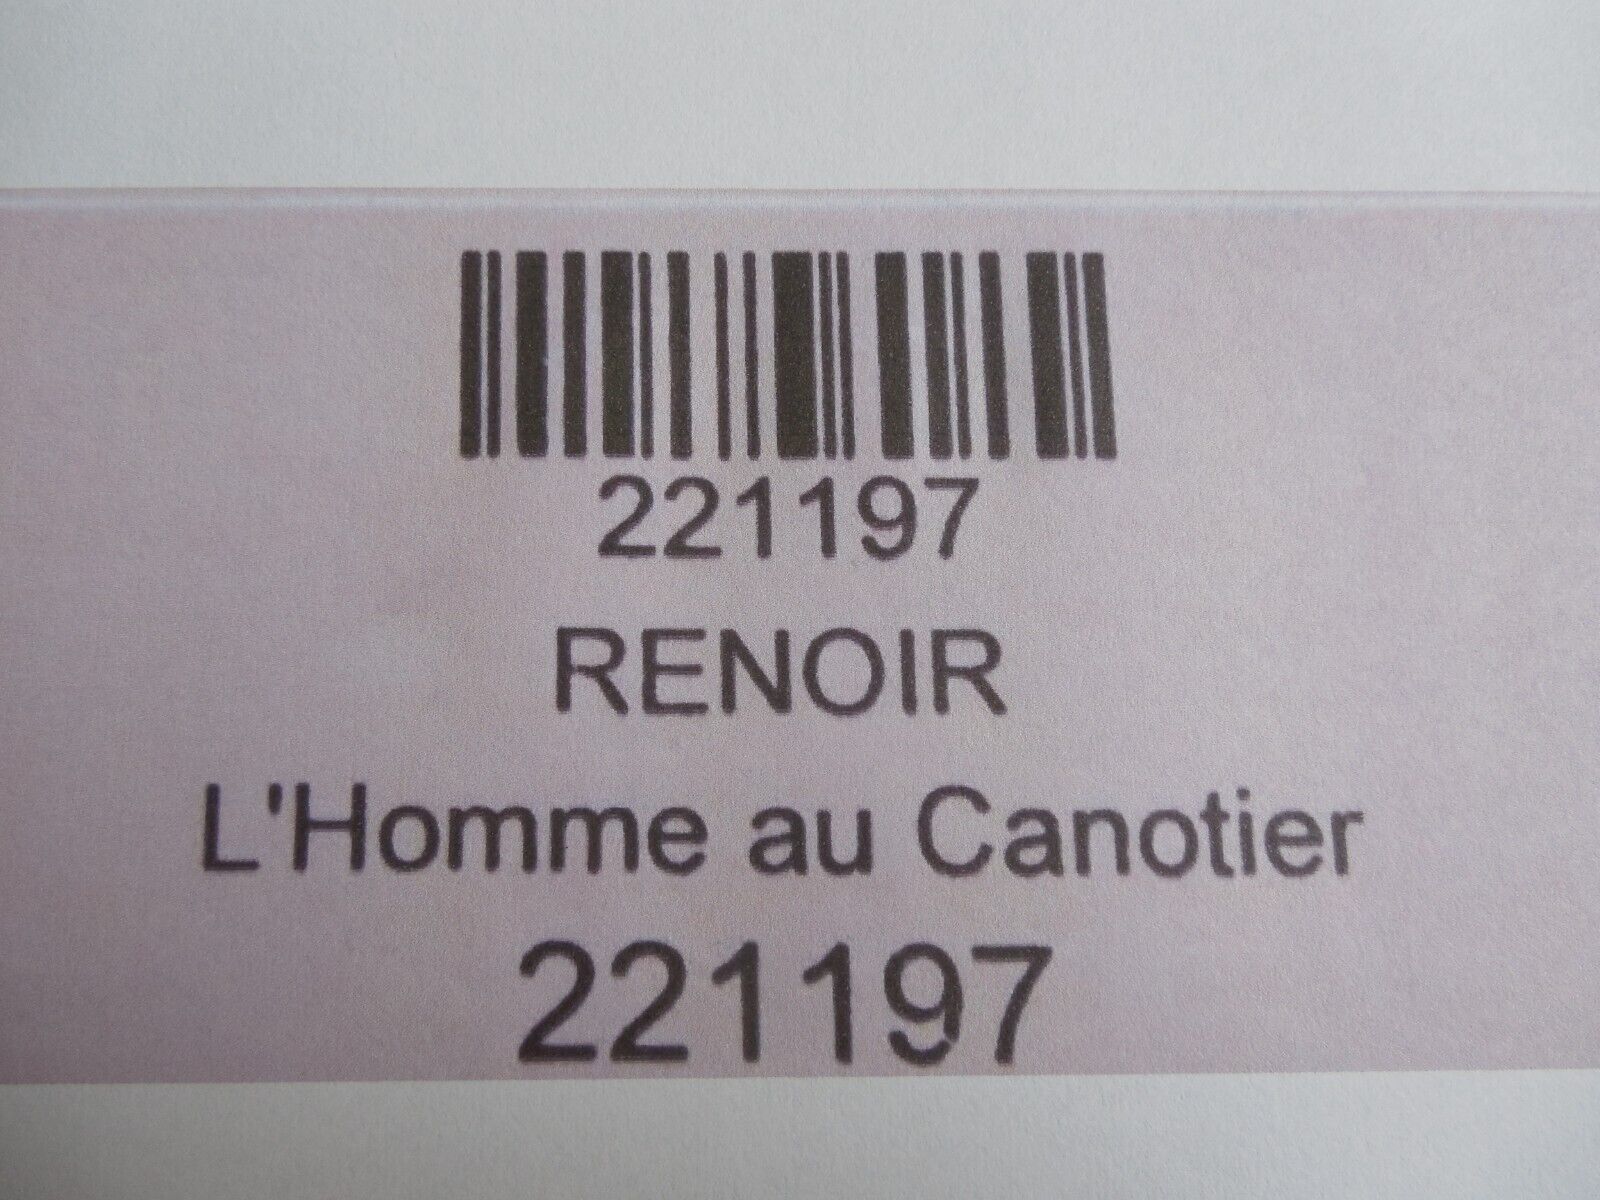 221197
RENOIR
L'Homme au Canotier
221197